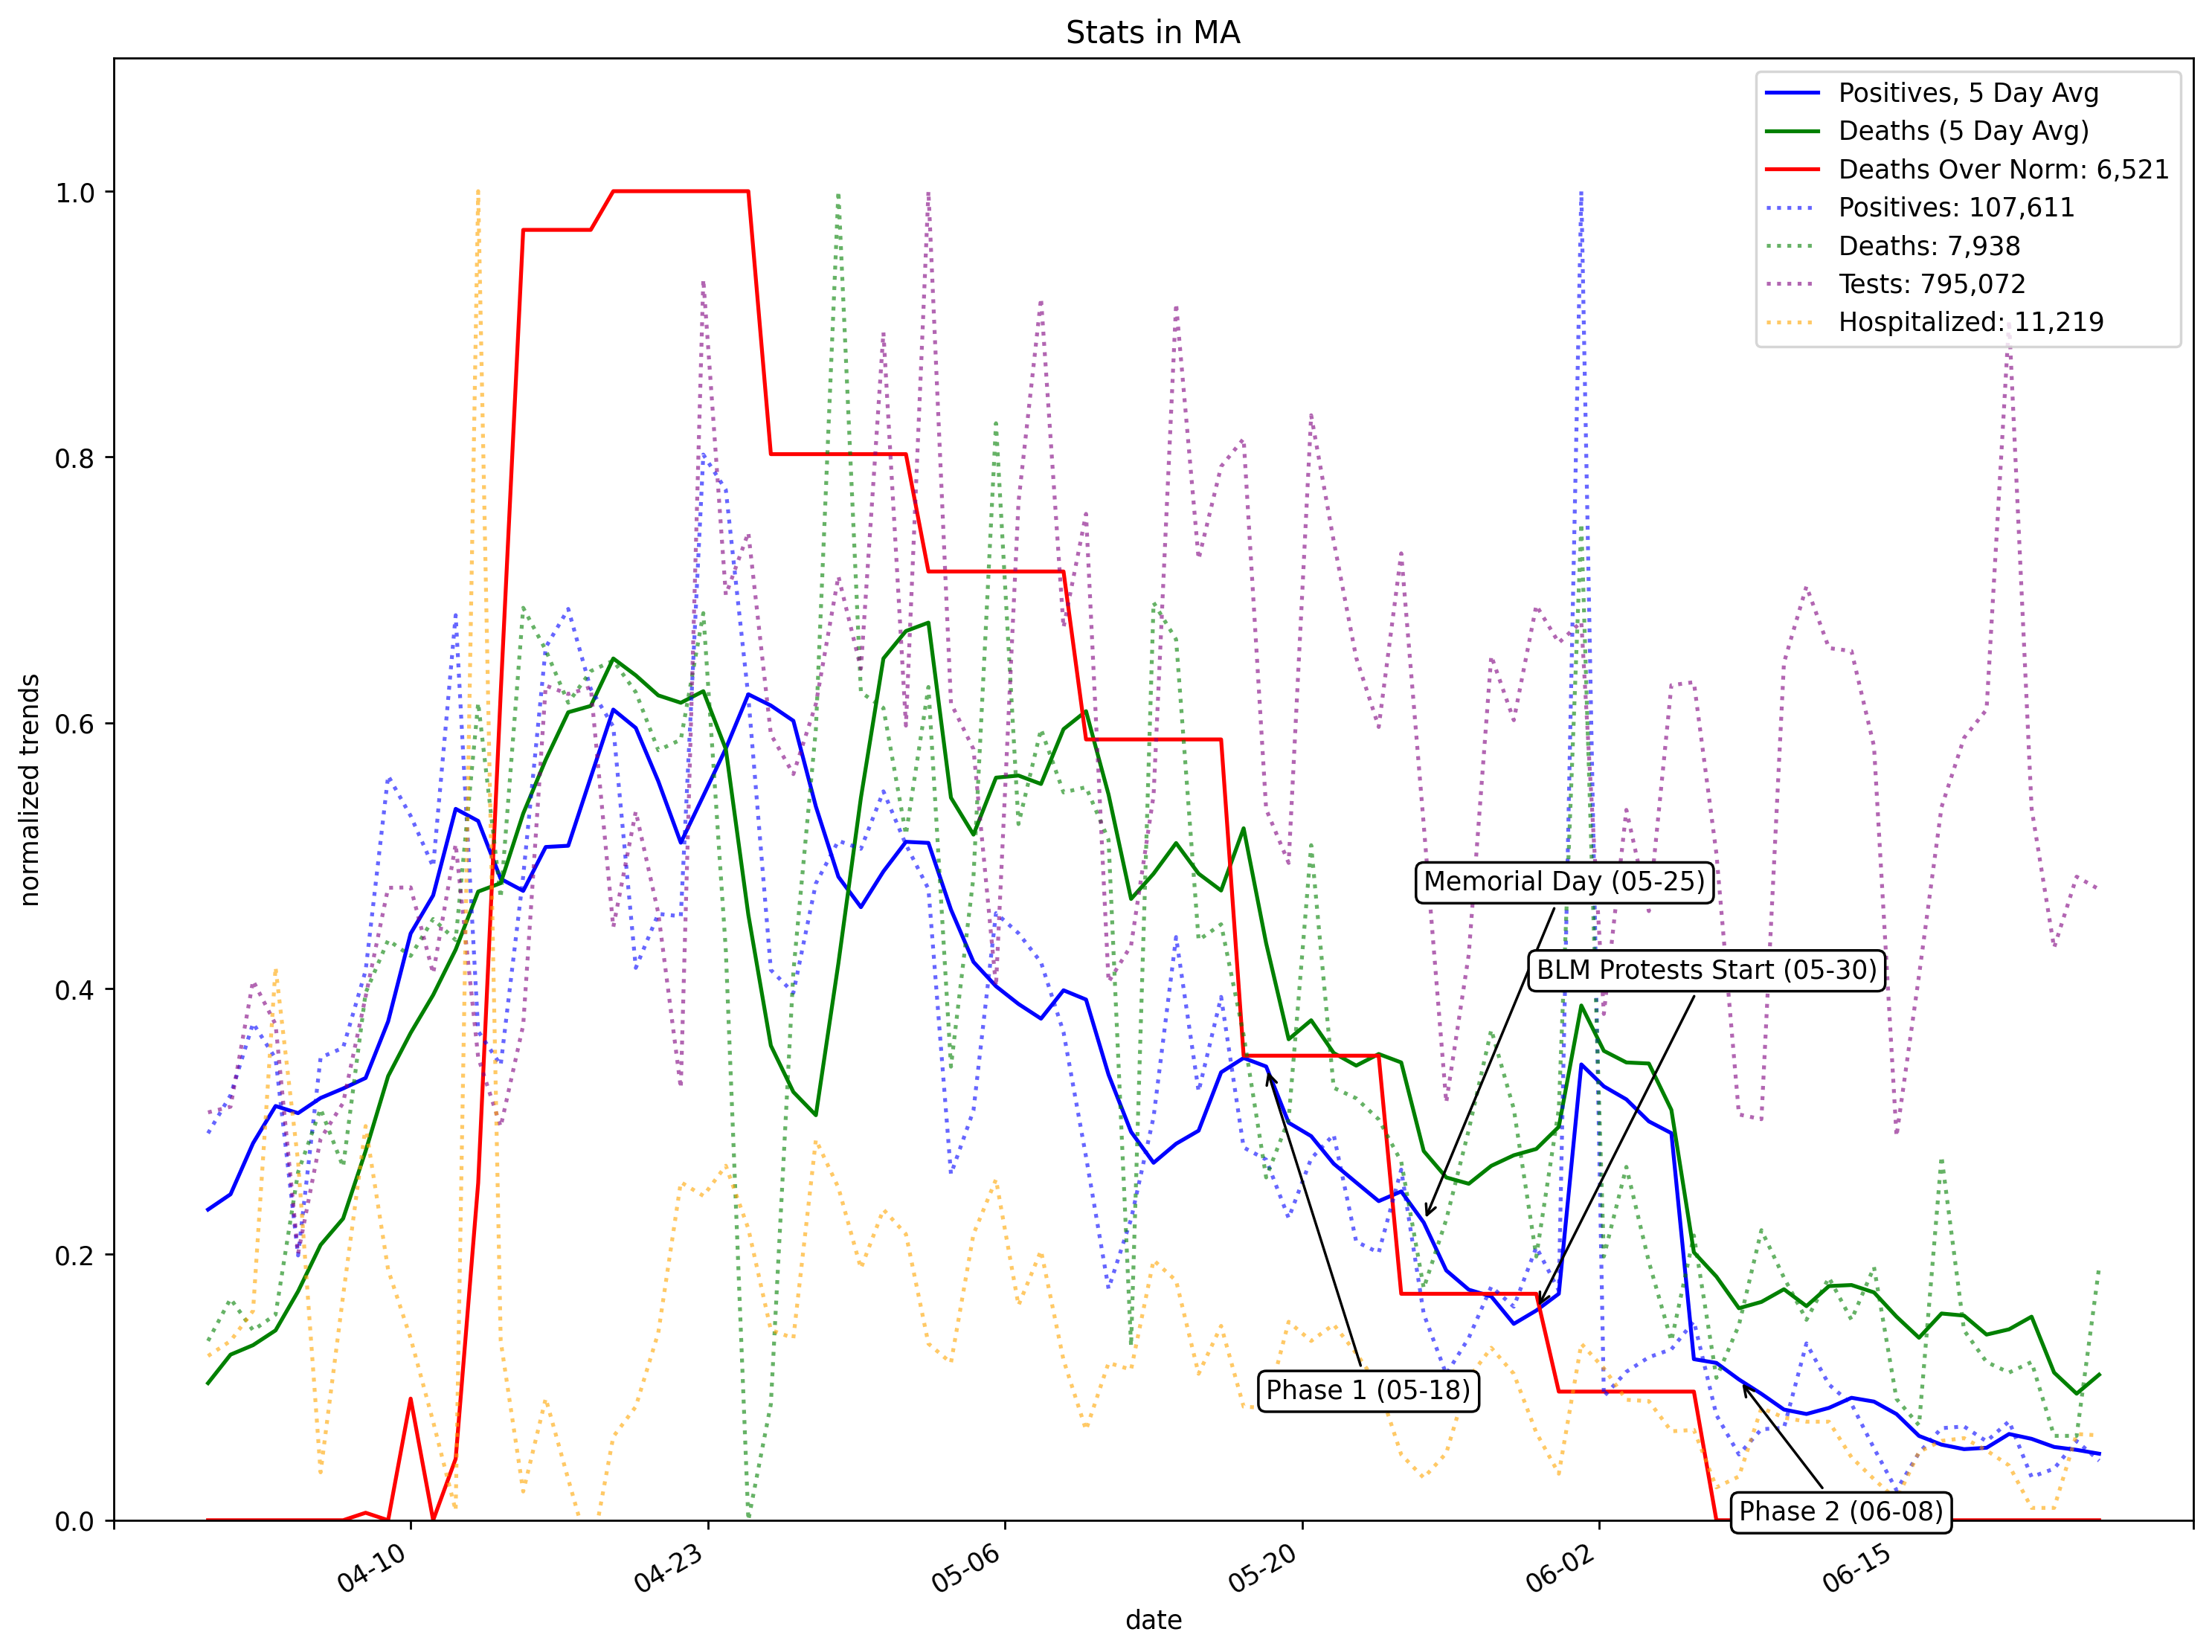 Stats in MA
Positives, 5 Day Avg
Deaths (5 Day Avg)
Deaths Over Norm: 6,521
Positives: 107,611
Deaths: 7,938
Tests: 795,072
Hospitalized: 11,219
1.0
0.8
0.6
0.4
0.2
0.0
normalized trends
Memorial Day (05-25)
BLM Protests Start (05-30)
Phase 1 (05-18)
Phase 2 (06-08)
04-10
04-23
05-06
05-20
06-02
06-15
date